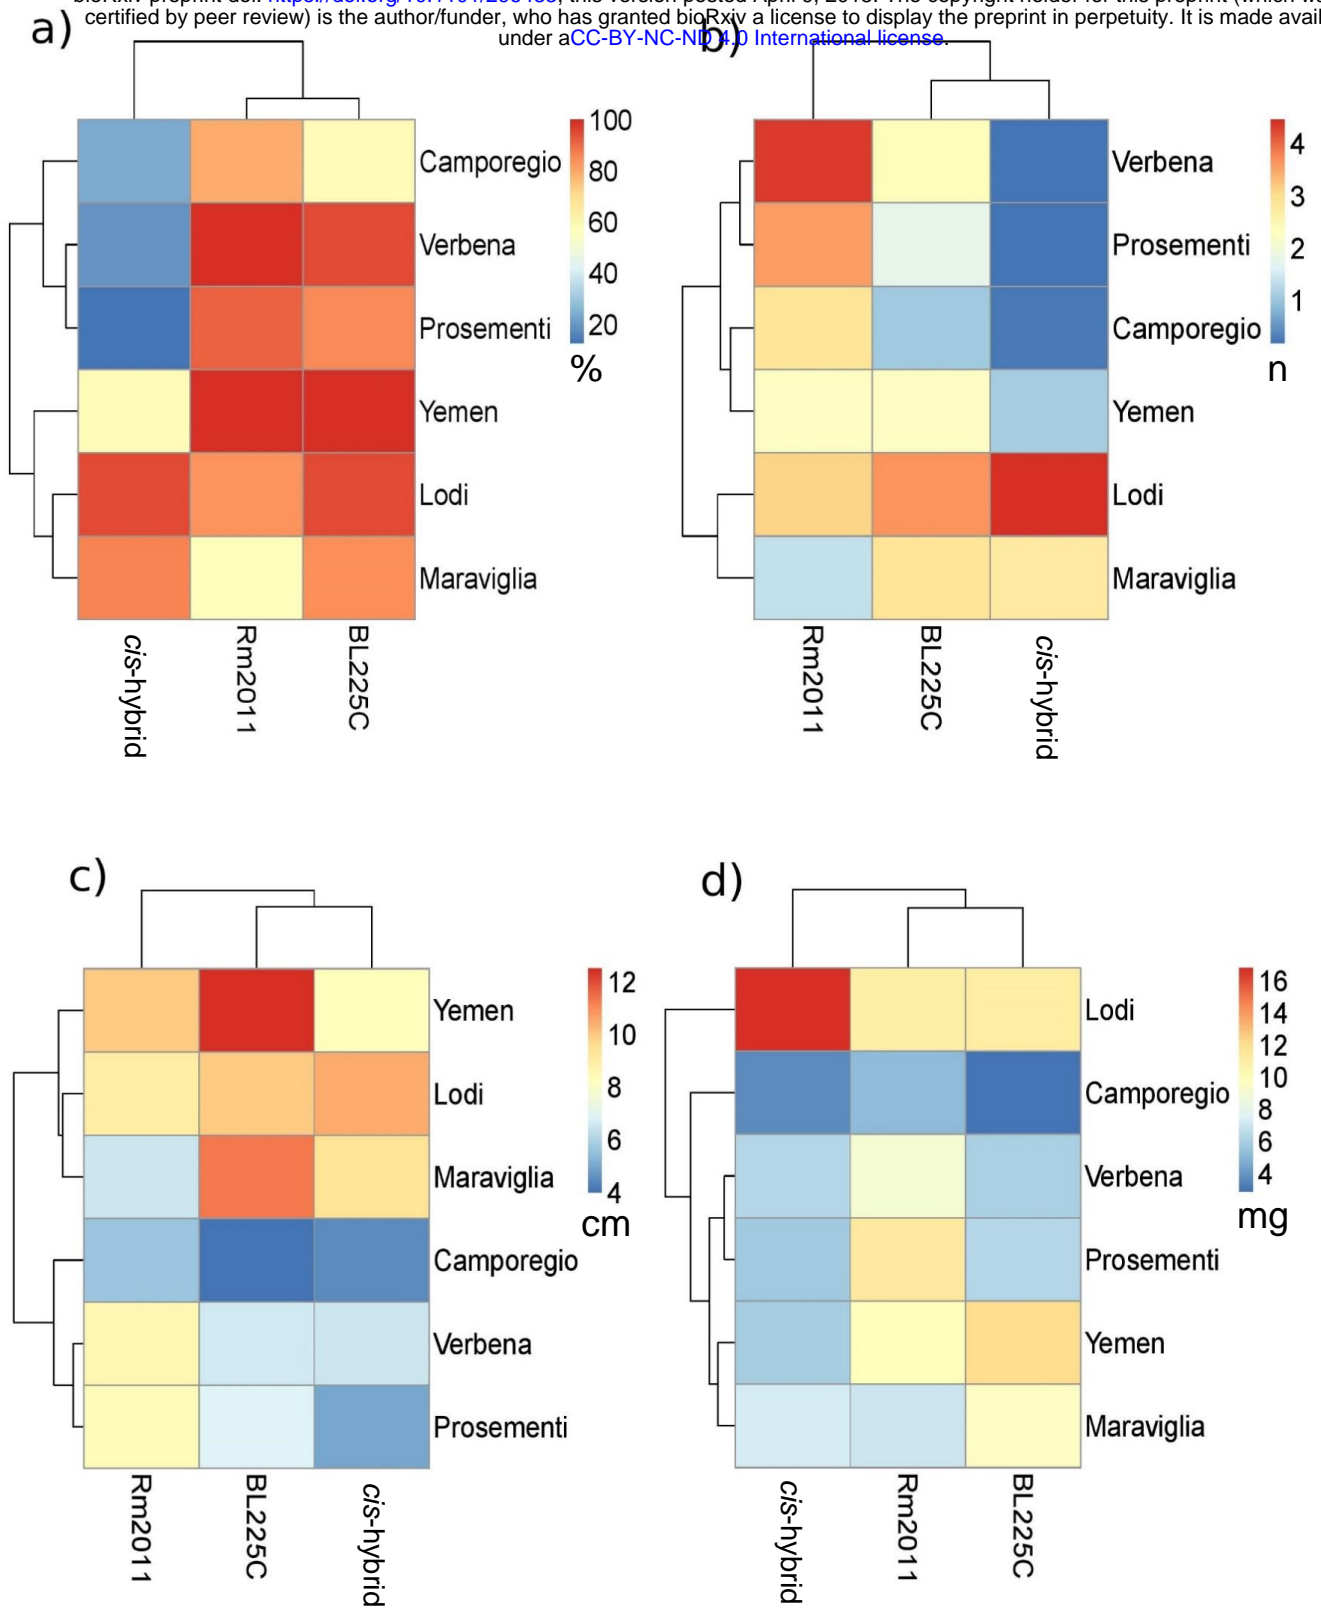 certified by peer review) is the author/funder, who has granted bioRxiv a license to display the preprint in perpetuity. It is made
under aCC-BY-NC-ND 4.0 International license.
a)
b)
100
80
60
40
20
%
Camporegio
Verbena
Prosementi
Yemen
Lodi
Maraviglia
cis-hybrid
Rm2011
BL225C
4
3
2
1
n
Verbena
Prosementi
Camporegio
Yemen
Lodi
Maraviglia
Rm2011
BL225C
cis-hybrid
c)
d)
12
10
8
6
4
cm
Yemen
Lodi
Maraviglia
Camporegio
Verbena
Prosementi
Rm2011
BL225C
cis-hybrid
16
14
12
10
8
6
4
mg
Lodi
Camporegio
Verbena
Prosementi
Yemen
Maraviglia
cis-hybrid
Rm2011
BL225C